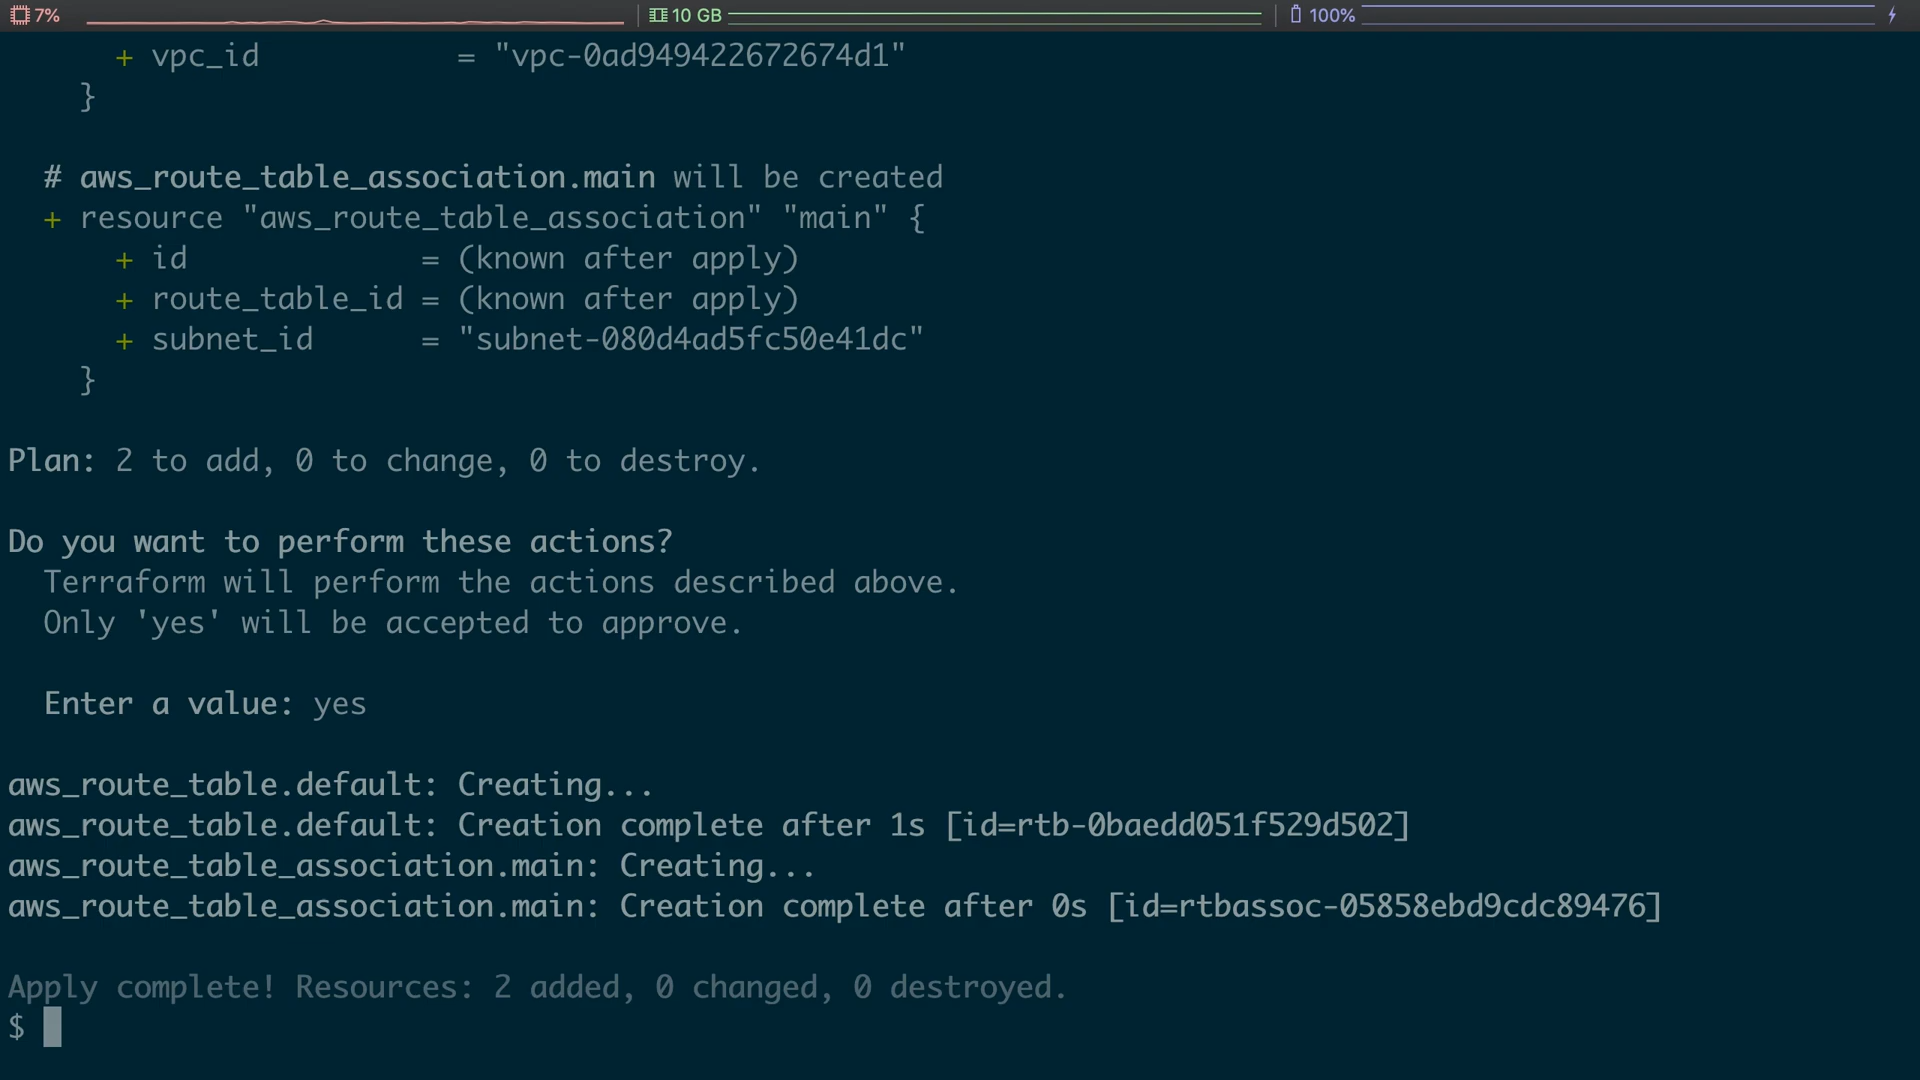 7% 10 GB 100%
+ vpc_id = "vpc-0ad949422672674d1"
}
# aws_route_table_association.main will be created
+ resource "aws_route_table_association" "main" {
+ id = (known after apply)
+ route_table_id = (known after apply)
+ subnet_id = "subnet-080d4ad5fc50e41dc"
}
Plan: 2 to add, 0 to change, 0 to destroy.
Do you want to perform these actions?
Terraform will perform the actions described above.
Only 'yes' will be accepted to approve.
Enter a value: yes
aws_route_table.default: Creating...
aws_route_table.default: Creation complete after 1s [id=rtb-0baedd051f529d502]
aws_route_table_association.main: Creating...
aws_route_table_association.main: Creation complete after 0s [id=rtbassoc-05858ebd9cdc89476]
Apply complete! Resources: 2 added, 0 changed, 0 destroyed.
$